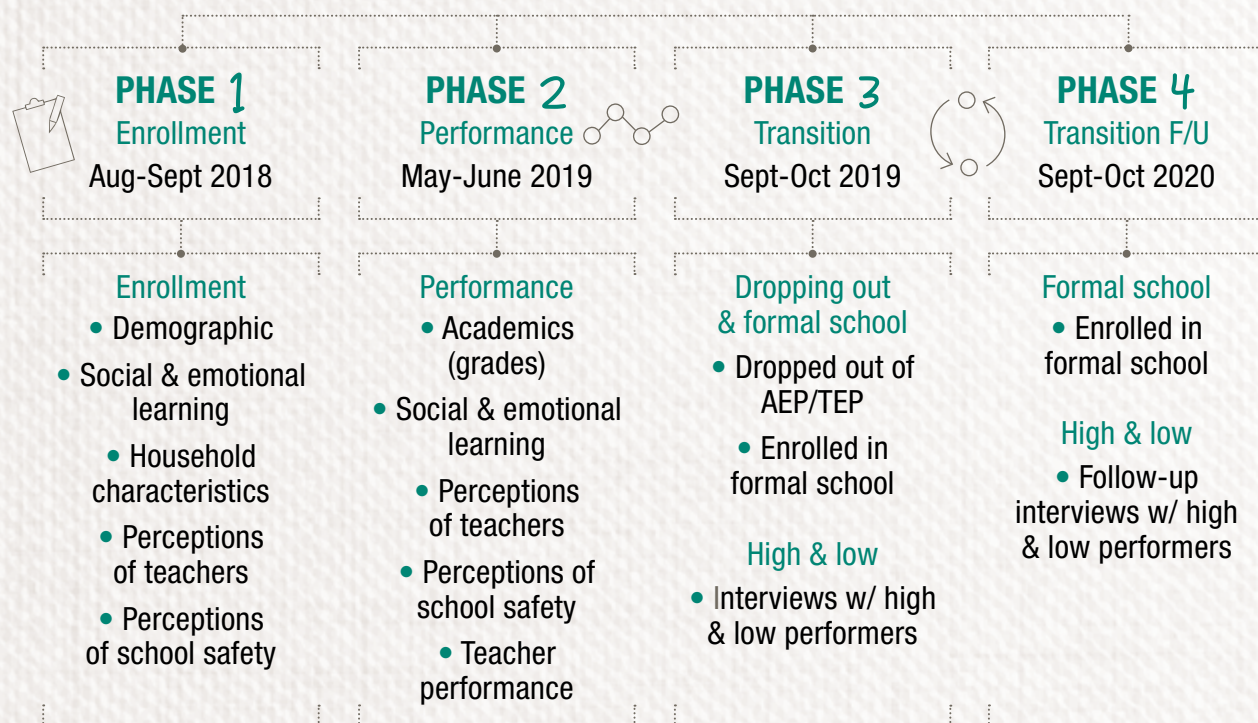 PHASE 1
Enrollment
Aug-Sept 2018
PHASE 2
Performance
May-June 2019
PHASE 3
Transition
Sept-Oct 2019
PHASE 4
Transition F/U
Sept-Oct 2020
Enrollment
• Demographic
• Social & emotional
learning
• Household
characteristics
• Perceptions
of teachers
• Perceptions
of school safety
Performance
• Academics
(grades)
• Social & emotional
learning
• Perceptions
of teachers
• Perceptions of
school safety
• Teacher
performance
Dropping out
& formal school
• Dropped out of
AEP/TEP
• Enrolled in
formal school
High & low
• Interviews w/ high
& low performers
Formal school
• Enrolled in
formal school
High & low
• Follow-up
interviews w/ high
& low performers